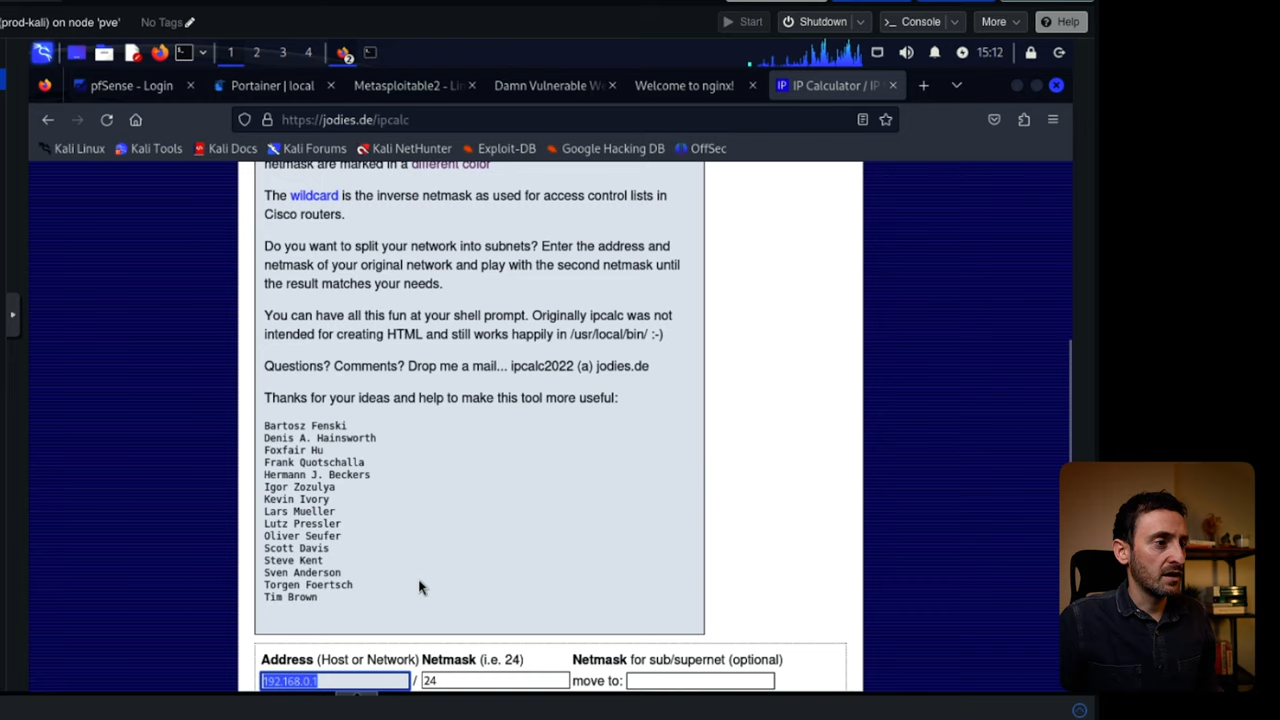 (prod-kali) on node 'pve'
No Tags
Start
Shutdown
Console
More
Help
1 2 3 4
2
15:12
pfSense - Login
Portainer | local
Metasploitable2 - Li
Damn Vulnerable We
Welcome to nginx!
IP
IP Calculator / IP
https://jodies.de/ipcalc
Kali Linux
Kali Tools
Kali Docs
Kali Forums
Kali NetHunter
Exploit-DB
Google Hacking DB
OffSec
netmask are marked in a different color
The wildcard is the inverse netmask as used for access control lists in
Cisco routers.
Do you want to split your network into subnets? Enter the address and
netmask of your original network and play with the second netmask until
the result matches your needs.
You can have all this fun at your shell prompt. Originally ipcalc was not
intended for creating HTML and still works happily in /usr/local/bin/ :-)
Questions? Comments? Drop me a mail... ipcalc2022 (a) jodies.de
Thanks for your ideas and help to make this tool more useful:
Bartosz Fenski
Denis A. Hainsworth
Foxfair Hu
Frank Quotschalla
Hermann J. Beckers
Igor Zozulya
Kevin Ivory
Lars Mueller
Lutz Pressler
Oliver Seufer
Scott Davis
Steve Kent
Sven Anderson
Torgen Foertsch
Tim Brown
Address (Host or Network) Netmask (i.e. 24) Netmask for sub/supernet (optional)
192.168.0.1 / 24 move to: